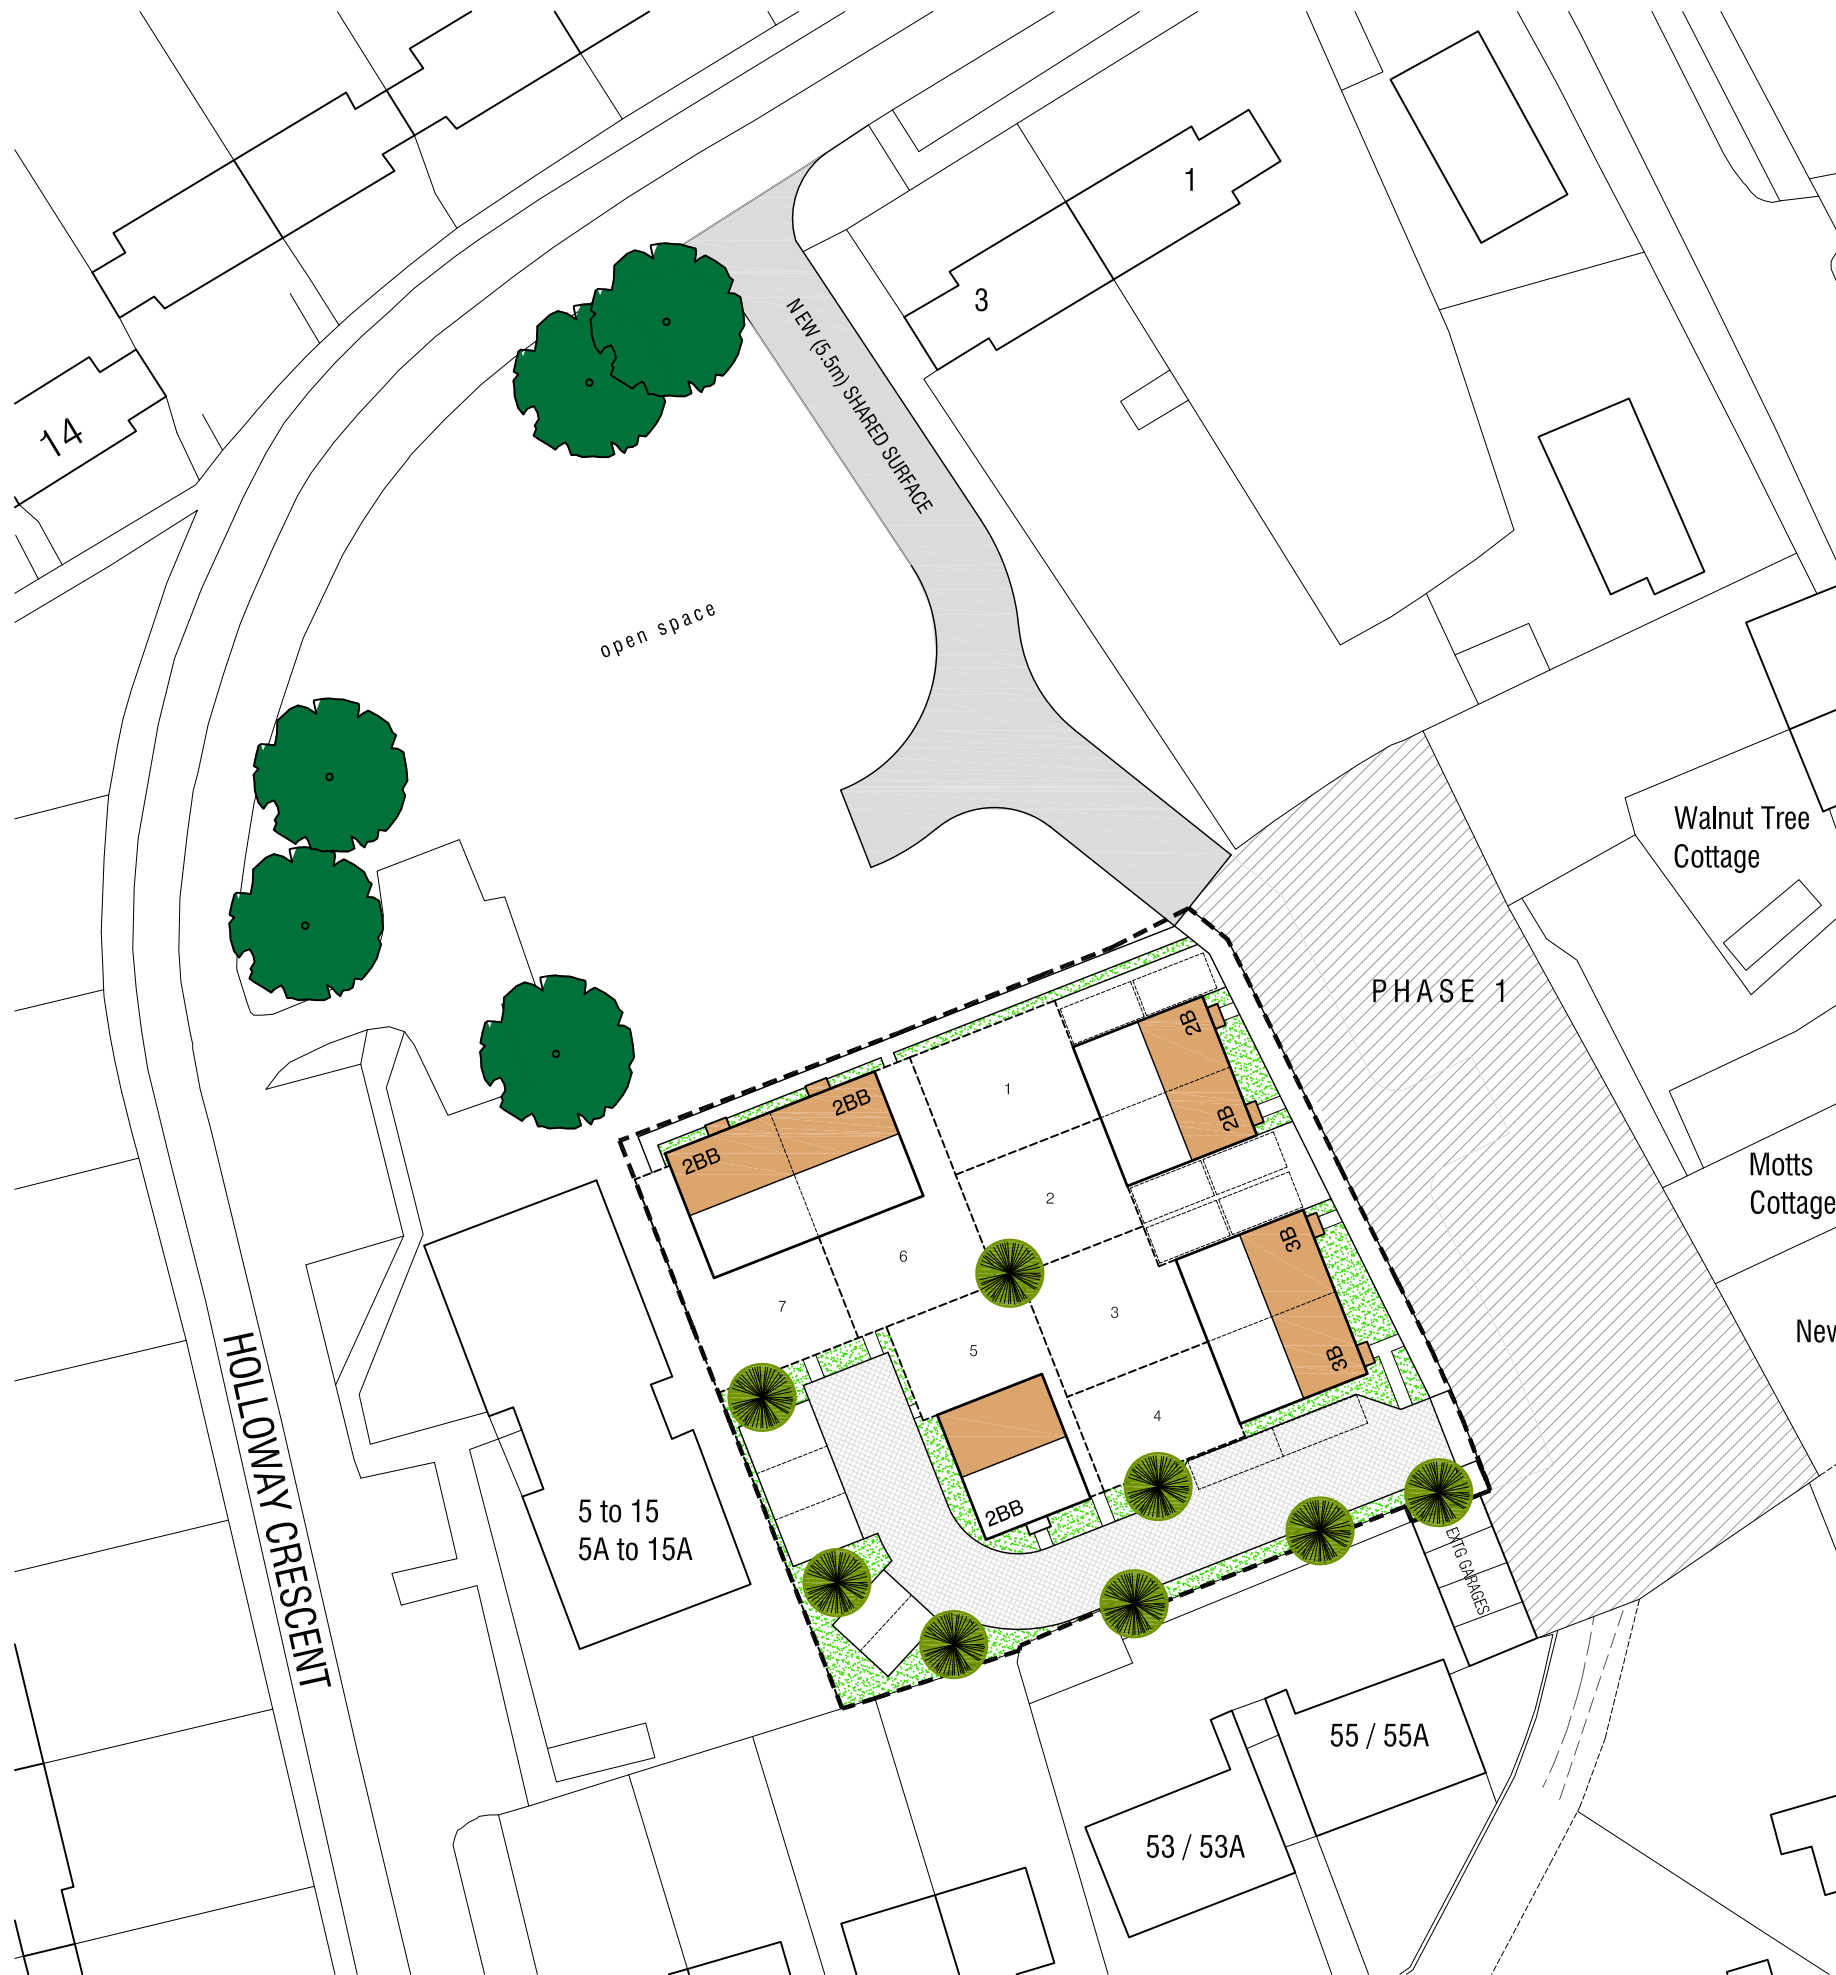 1
3
NEW (5.5m) SHARED SURFACE
14
open space
Walnut Tree
Cottage
PHASE 1
2B
2B
1
2BB
2BB
2
Motts
Cottage
3B
3B
6
7
3
5
4
New
2BB
HOLLOWAY CRESCENT
5 to 15
5A to 15A
EXTG GARAGES
55 / 55A
53 / 53A